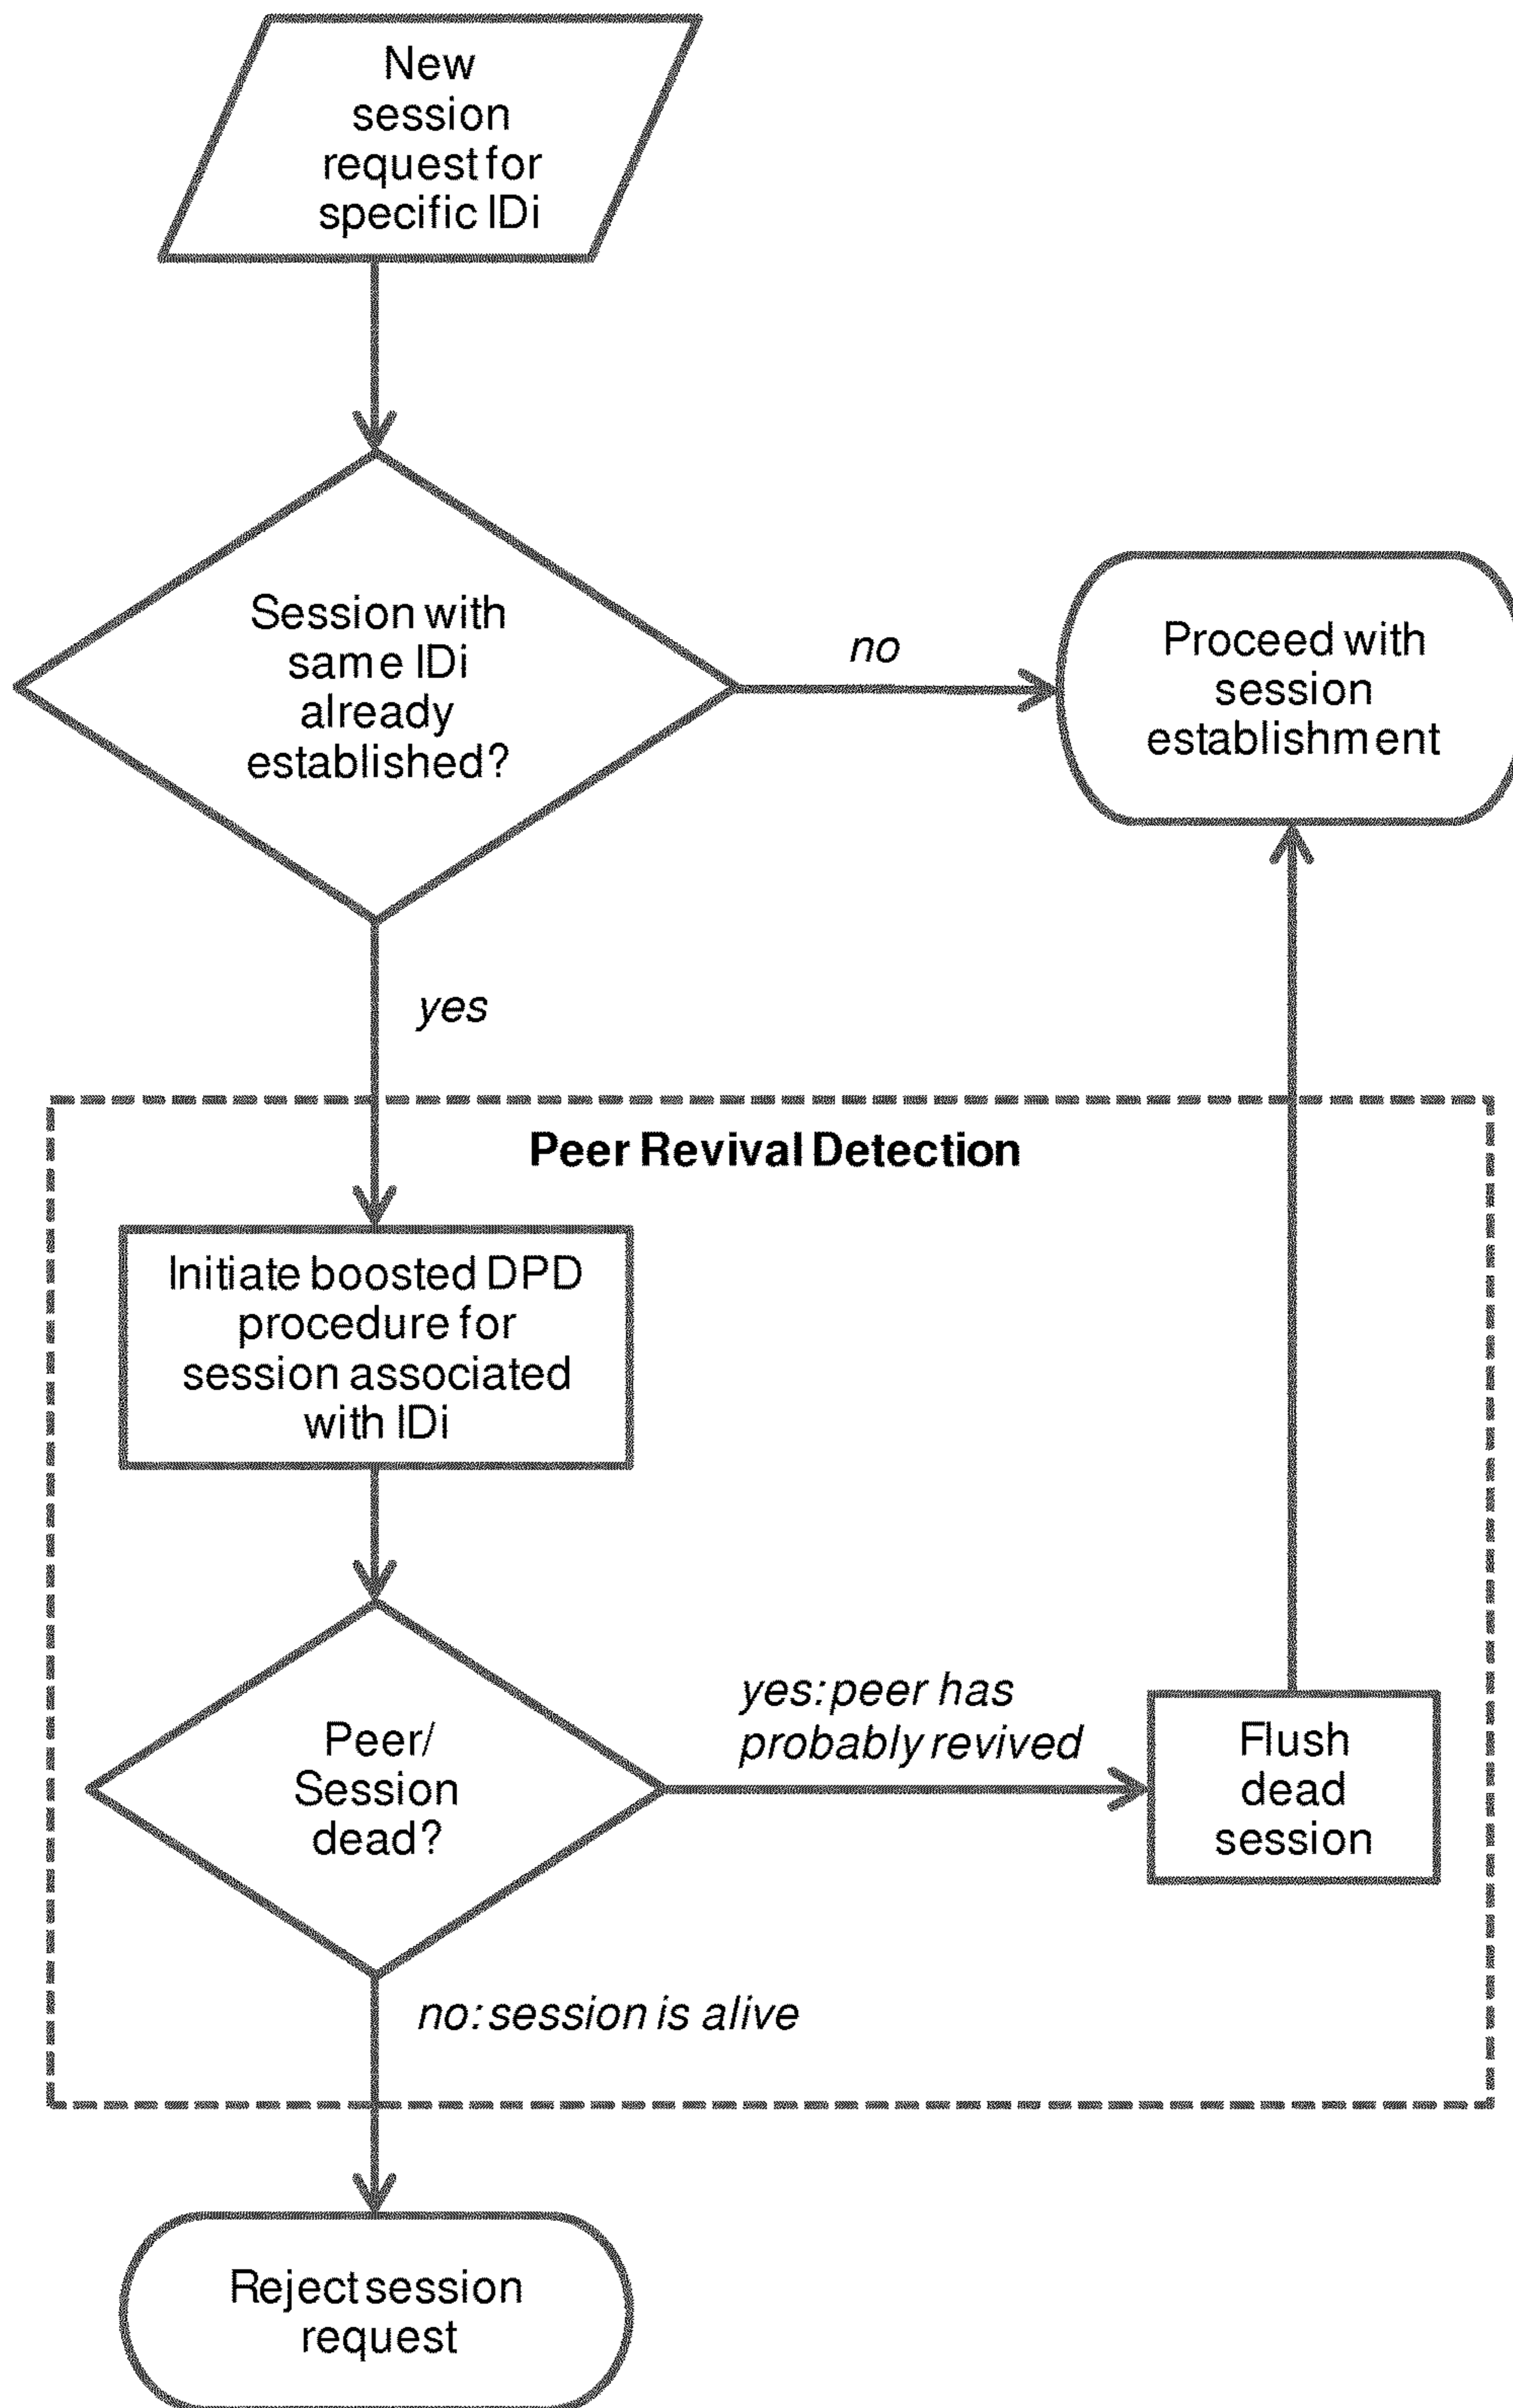 New
session
request for
specific IDi
Session with
same IDi
already
established?
no
Proceed with
session
establishment
yes
Peer Revival Detection
Initiate boosted DPD
procedure for
session associated
with IDi
Peer/
Session
dead?
yes: peer has
probably revived
Flush
dead
session
no: session is alive
Reject session
request